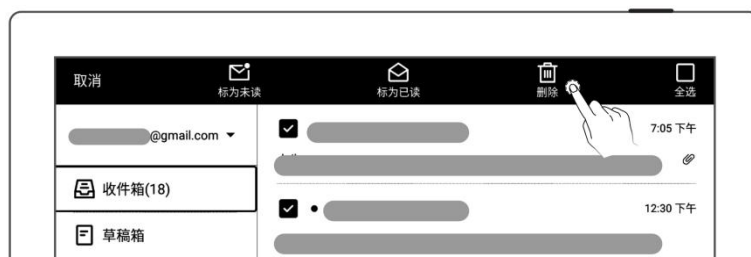 取消
标为未读
标为已读
删除
全选
@gmail.com
7:05 下午
收件箱(18)
12:30 下午
草稿箱